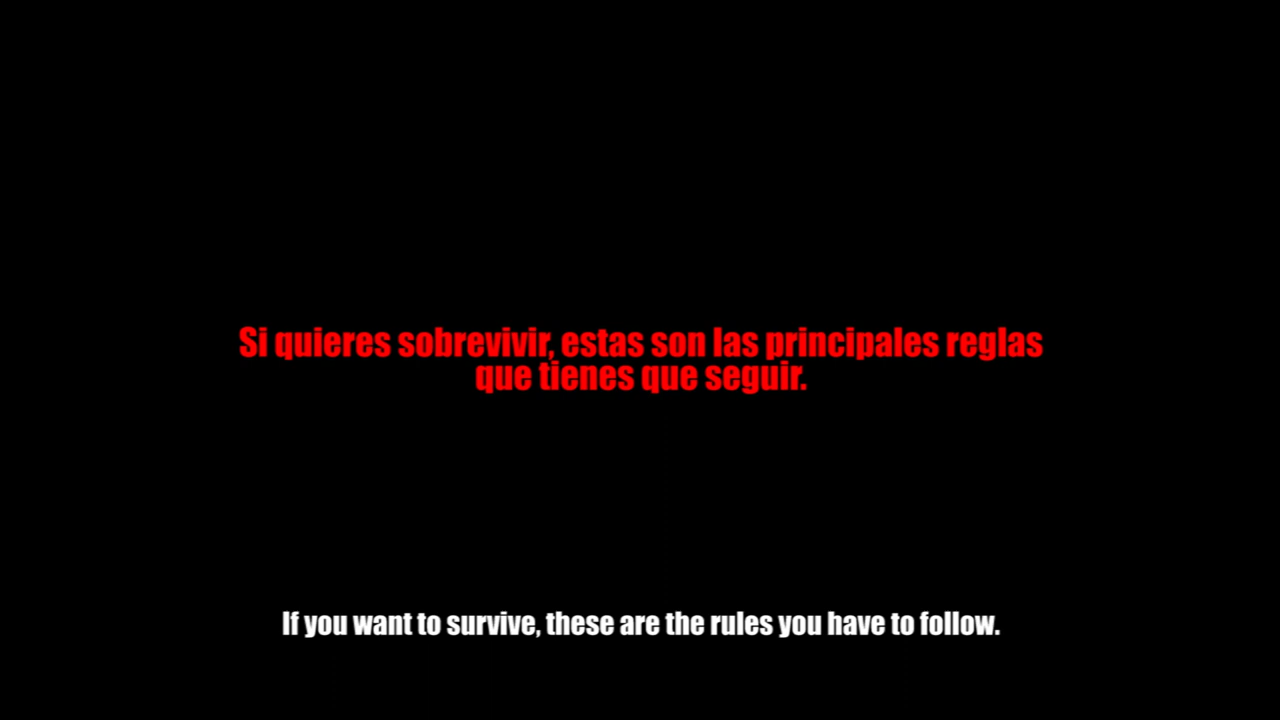 Si quieres sobrevivir, estas son las principales reglas
que tienes que seguir.
If you want to survive, these are the rules you have to follow.